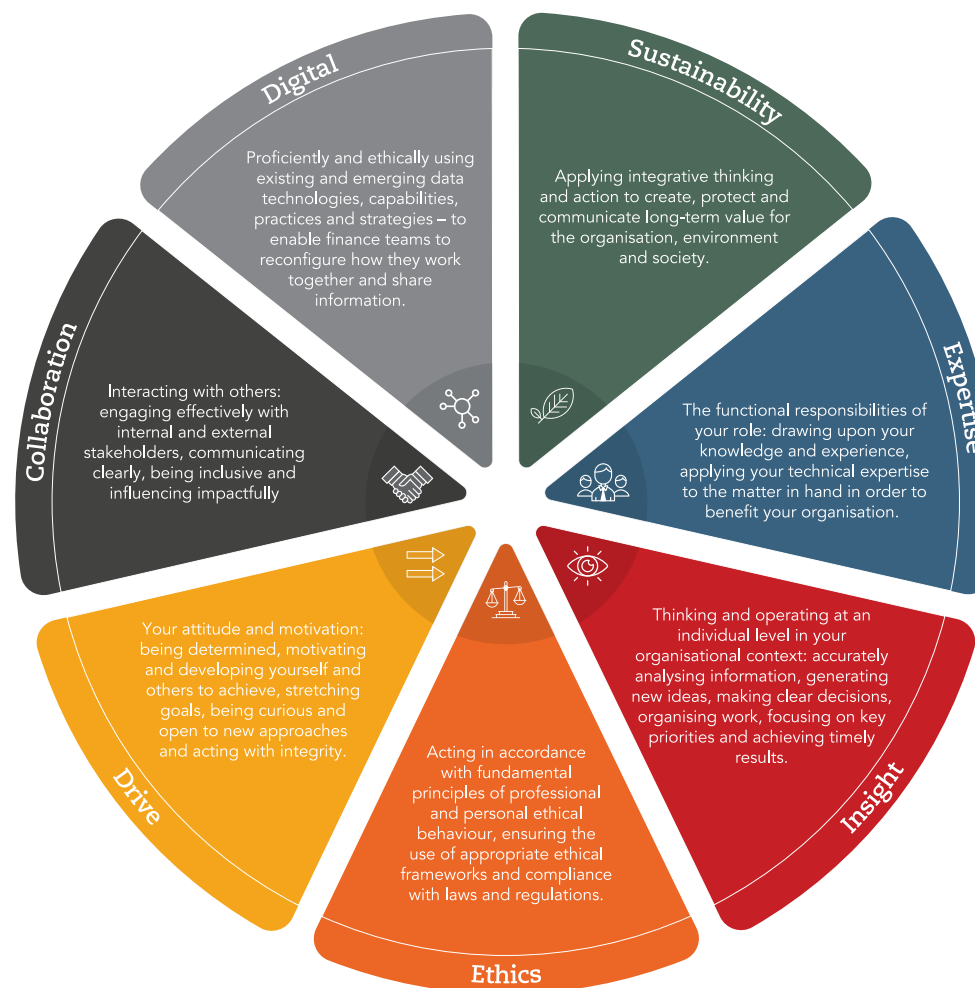 Digital
Proficiently and ethically using
existing and emerging data
technologies, capabilities,
practices and strategies – to
enable finance teams to
reconfigure how they work
together and share
information.
Sustainability
Applying integrative thinking
and action to create, protect and
communicate long-term value for
the organisation, environment
and society.
Expertise
The functional responsibilities of
your role: drawing upon your
knowledge and experience,
applying your technical expertise
to the matter in hand in order to
benefit your organisation.
Insight
Thinking and operating at an
individual level in your
organisational context: accurately
analysing information, generating
new ideas, making clear decisions,
organising work, focusing on key
priorities and achieving timely
results.
Ethics
Acting in accordance
with fundamental
principles of professional
and personal ethical
behaviour, ensuring the
use of appropriate ethical
frameworks and compliance
with laws and regulations.
Drive
Your attitude and motivation:
being determined, motivating
and developing yourself and
others to achieve, stretching
goals, being curious and
open to new approaches
and acting with integrity.
Collaboration
Interacting with others:
engaging effectively with
internal and external
stakeholders, communicating
clearly, being inclusive and
influencing impactfully